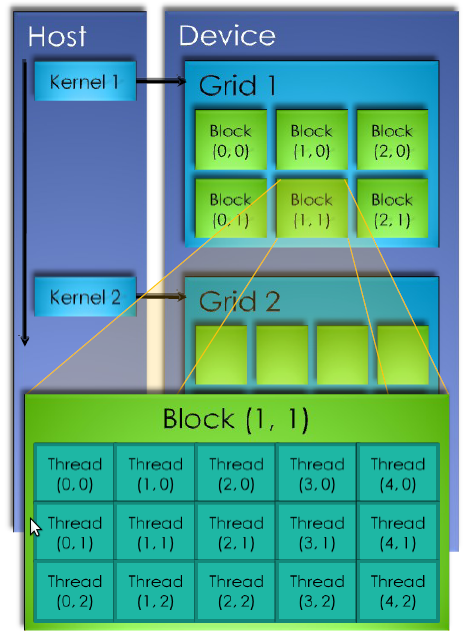 Host
Device
Kernel 1
Grid 1
Block
(0, 0)
Block
(1, 0)
Block
(2, 0)
Block
(0, 1)
Block
(1, 1)
Block
(2, 1)
Kernel 2
Grid 2
Block (1, 1)
Thread
(0, 0)
Thread
(1, 0)
Thread
(2, 0)
Thread
(3, 0)
Thread
(4, 0)
Thread
(0, 1)
Thread
(1, 1)
Thread
(2, 1)
Thread
(3, 1)
Thread
(4, 1)
Thread
(0, 2)
Thread
(1, 2)
Thread
(2, 2)
Thread
(3, 2)
Thread
(4, 2)